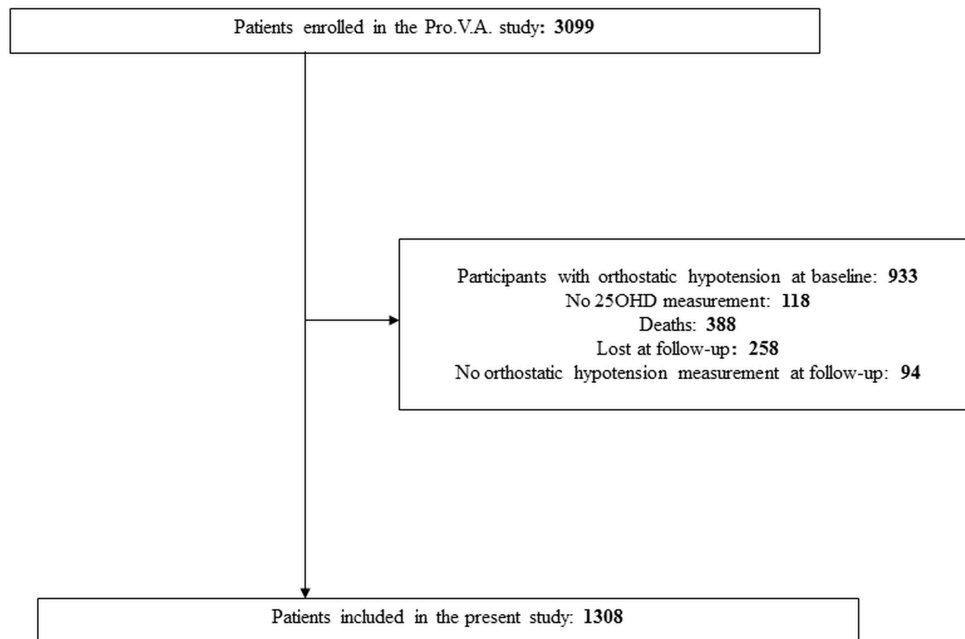 Patients enrolled in the Pro.V.A. study: 3099
Participants with orthostatic hypotension at baseline: 933
No 25OHD measurement: 118
Deaths: 388
Lost at follow-up: 258
No orthostatic hypotension measurement at follow-up: 94
Patients included in the present study: 1308